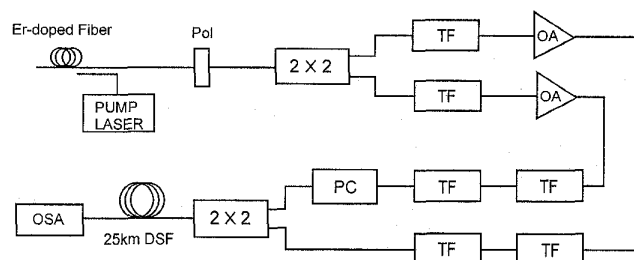 Er-doped Fiber
Pol
PUMP
LASER
2 X 2
TF
OA
TF
OA
PC
TF
TF
OSA
25km DSF
2 X 2
TF
TF